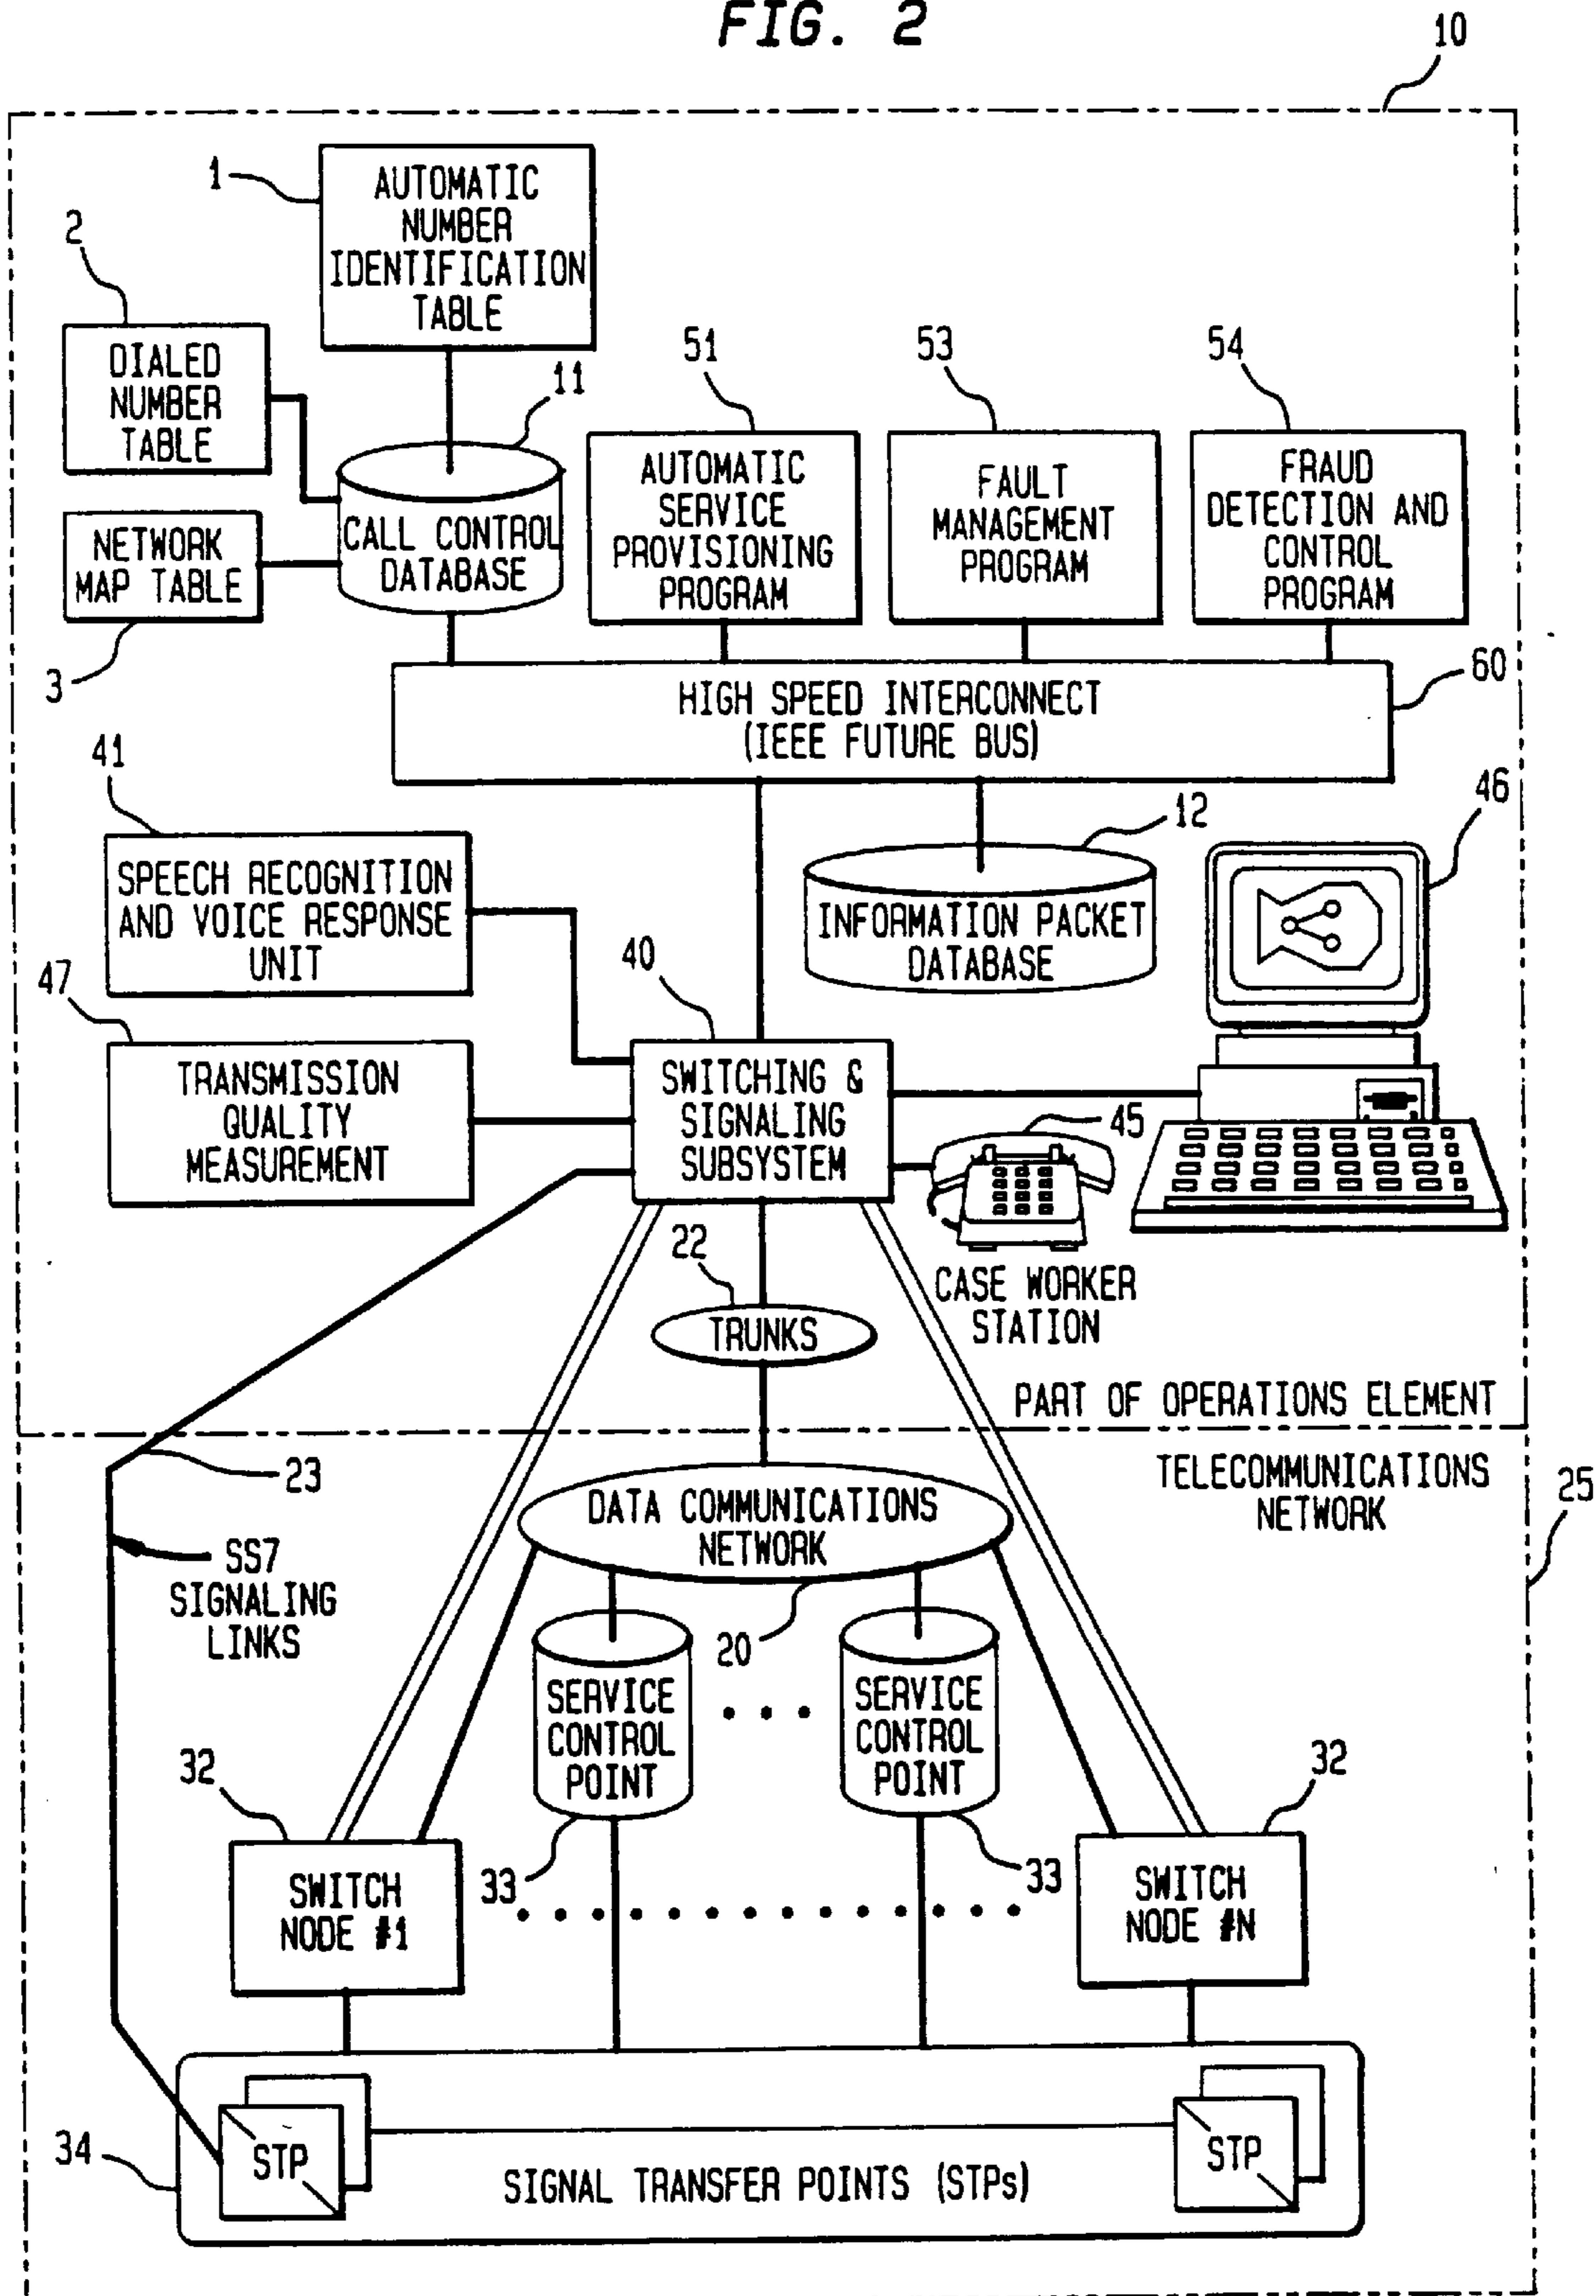 FIG. 2
10
1
AUTOMATIC
NUMBER
IDENTIFICATION
TABLE
2
DIALED
NUMBER
TABLE
11
CALL CONTROL
DATABASE
NETWORK
MAP TABLE
3
51
AUTOMATIC
SERVICE
PROVISIONING
PROGRAM
53
FAULT
MANAGEMENT
PROGRAM
54
FRAUD
DETECTION AND
CONTROL
PROGRAM
HIGH SPEED INTERCONNECT
(IEEE FUTURE BUS)
60
41
SPEECH RECOGNITION
AND VOICE RESPONSE
UNIT
12
INFORMATION PACKET
DATABASE
46
47
TRANSMISSION
QUALITY
MEASUREMENT
40
SWITCHING &
SIGNALING
SUBSYSTEM
45
CASE WORKER
STATION
22
TRUNKS
PART OF OPERATIONS ELEMENT
23
TELECOMMUNICATIONS
NETWORK
25
DATA COMMUNICATIONS
NETWORK
20
SS7
SIGNALING
LINKS
SERVICE
CONTROL
POINT
SERVICE
CONTROL
POINT
32
32
33
33
SWITCH
NODE #1
SWITCH
NODE #N
34
STP
STP
SIGNAL TRANSFER POINTS (STPs)